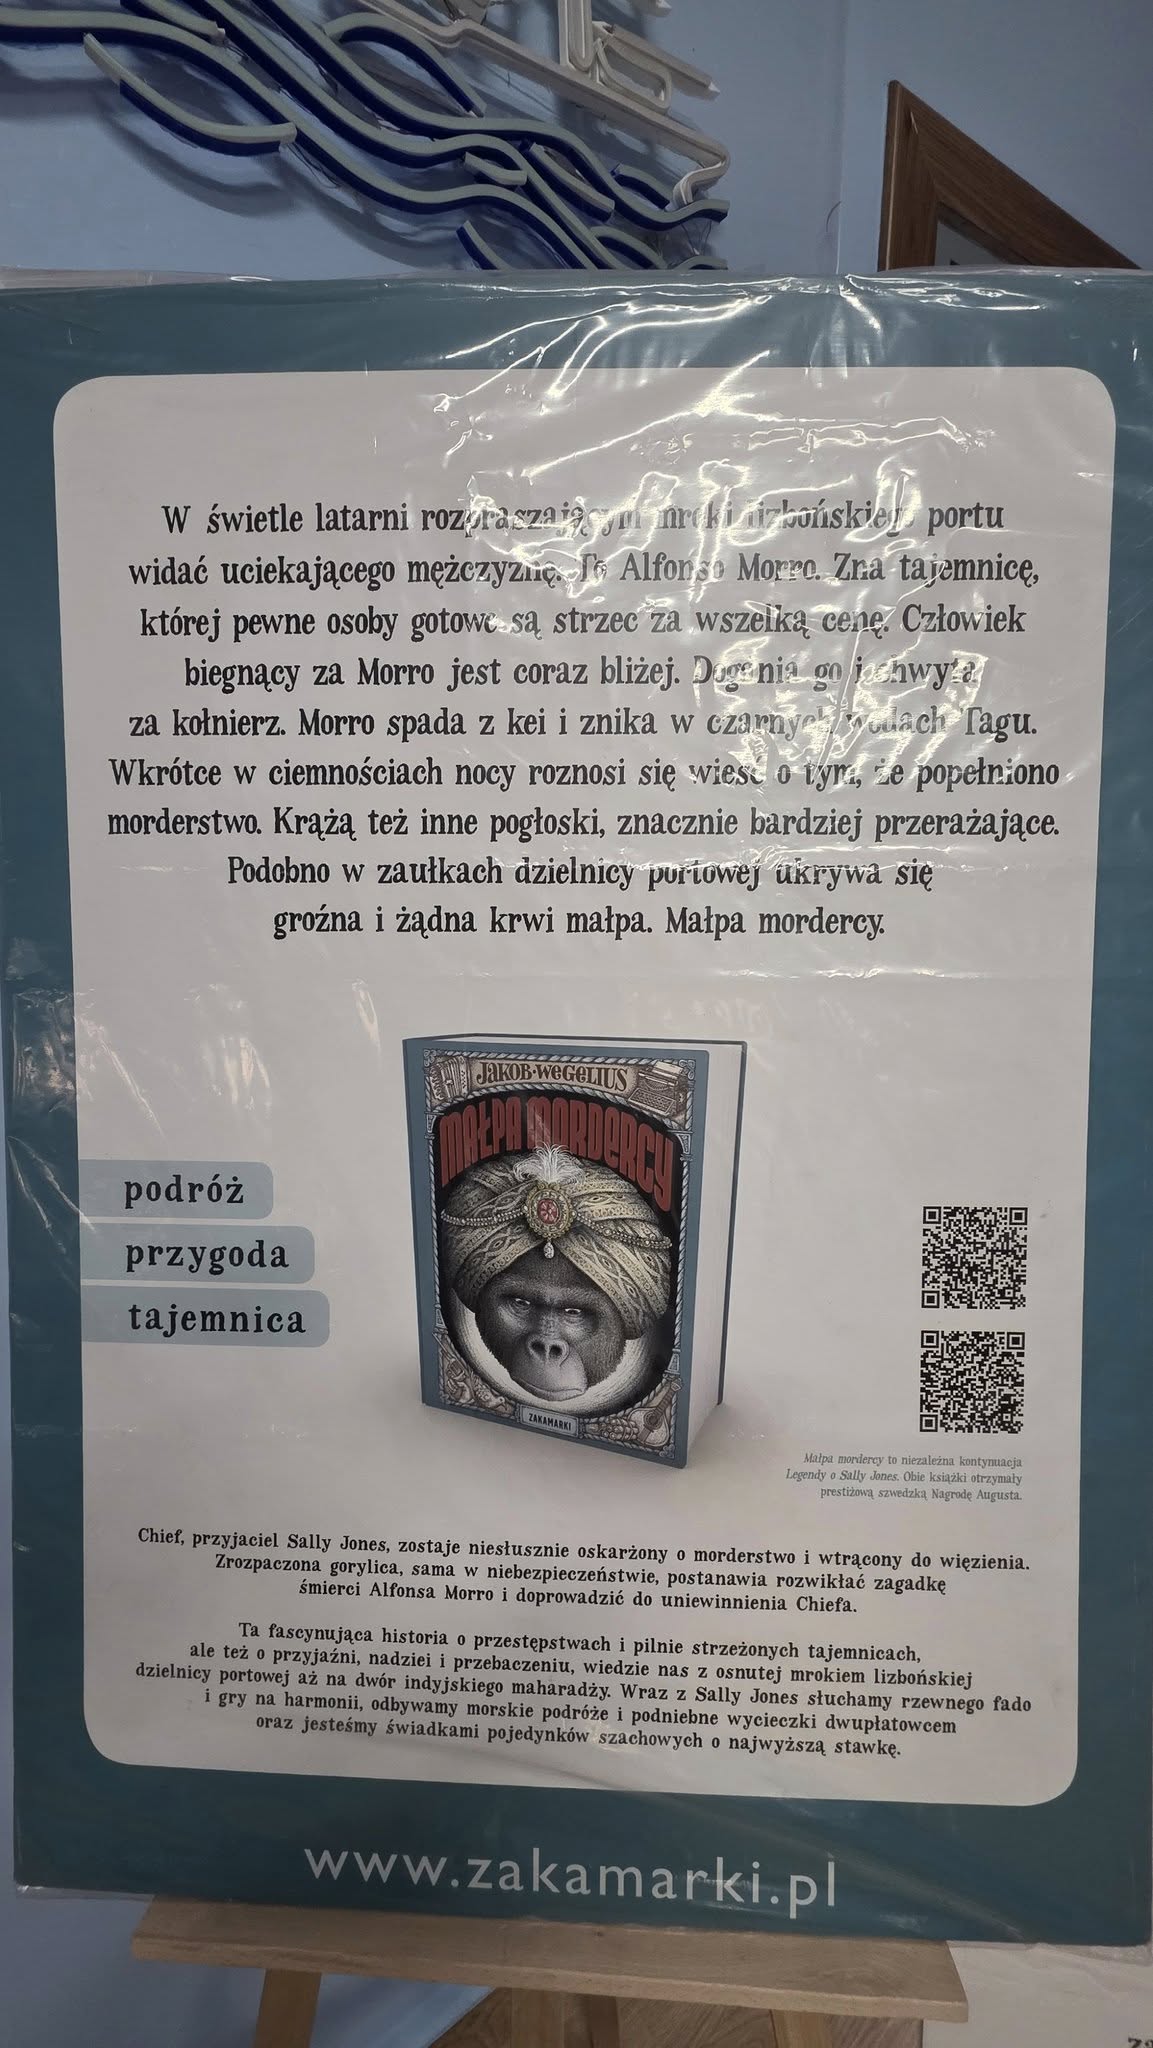 W świetle latarni rozpraszającym mroki lizbońskiego portu
widać uciekającego mężczyznę. To Alfonso Morro. Zna tajemnicę,
której pewne osoby gotowe są strzec za wszelką cenę. Człowiek
biegnący za Morro jest coraz bliżej. Dogania go i chwyta
za kołnierz. Morro spada z kei i znika w czarnych wodach Tagu.
Wkrótce w ciemnościach nocy roznosi się wieść o tym, że popełniono
morderstwo. Krążą też inne pogłoski, znacznie bardziej przerażające.
Podobno w zaułkach dzielnicy portowej ukrywa się
groźna i żądna krwi małpa. Małpa mordercy.
JAKOB·WEGELIUS
MAŁPA MORDERCY
ZAKAMARKI
podróż
przygoda
tajemnica
Małpa mordercy to niezależna kontynuacja
Legendy o Sally Jones. Obie książki otrzymały
prestiżową szwedzką Nagrodę Augusta.
Chief, przyjaciel Sally Jones, zostaje niesłusznie oskarżony o morderstwo i wtrącony do więzienia.
Zrozpaczona gorylica, sama w niebezpieczeństwie, postanawia rozwikłać zagadkę
śmierci Alfonsa Morro i doprowadzić do uniewinnienia Chiefa.
Ta fascynująca historia o przestępstwach i pilnie strzeżonych tajemnicach,
ale też o przyjaźni, nadziei i przebaczeniu, wiedzie nas z osnutej mrokiem lizbońskiej
dzielnicy portowej aż na dwór indyjskiego maharadży. Wraz z Sally Jones słuchamy rzewnego fado
i gry na harmonii, odbywamy morskie podróże i podniebne wycieczki dwupłatowcem
oraz jesteśmy świadkami pojedynków szachowych o najwyższą stawkę.
www.zakamarki.pl